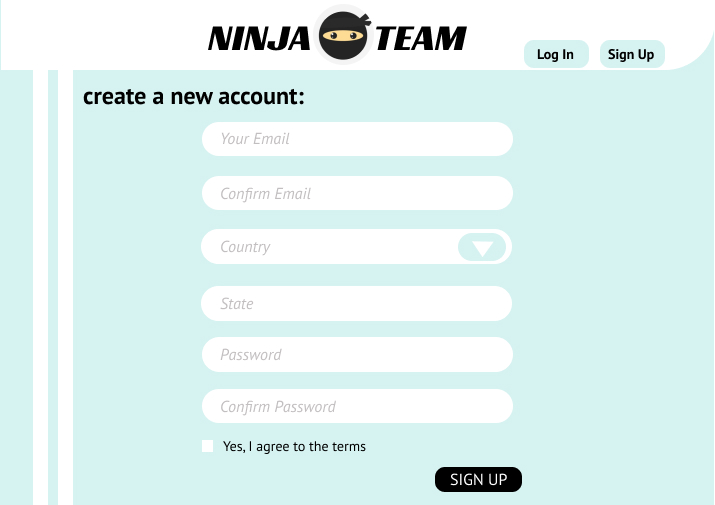 NINJA TEAM
Log In
Sign Up
create a new account:
Your Email
Confirm Email
Country
State
Password
Confirm Password
Yes, I agree to the terms
SIGN UP